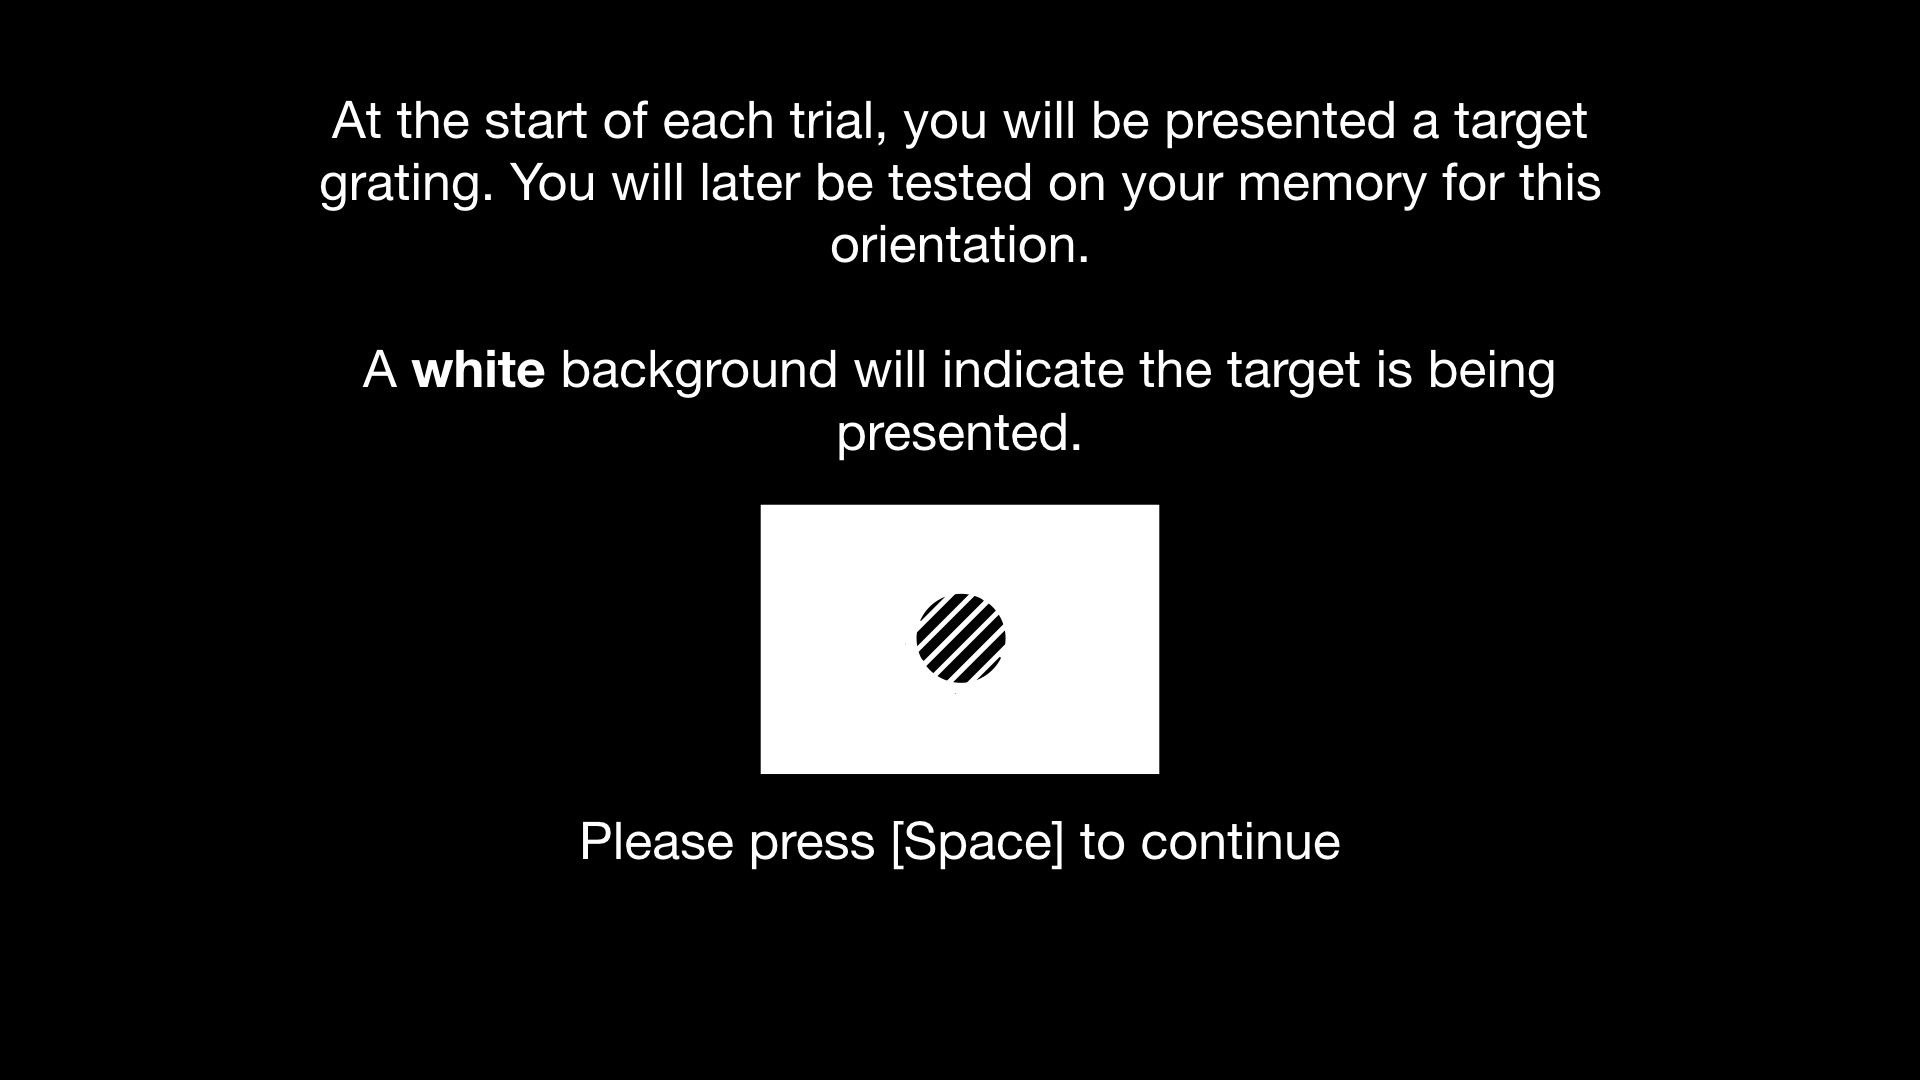 At the start of each trial, you will be presented a target
grating. You will later be tested on your memory for this
orientation.
A white background will indicate the target is being
presented.
Please press [Space] to continue